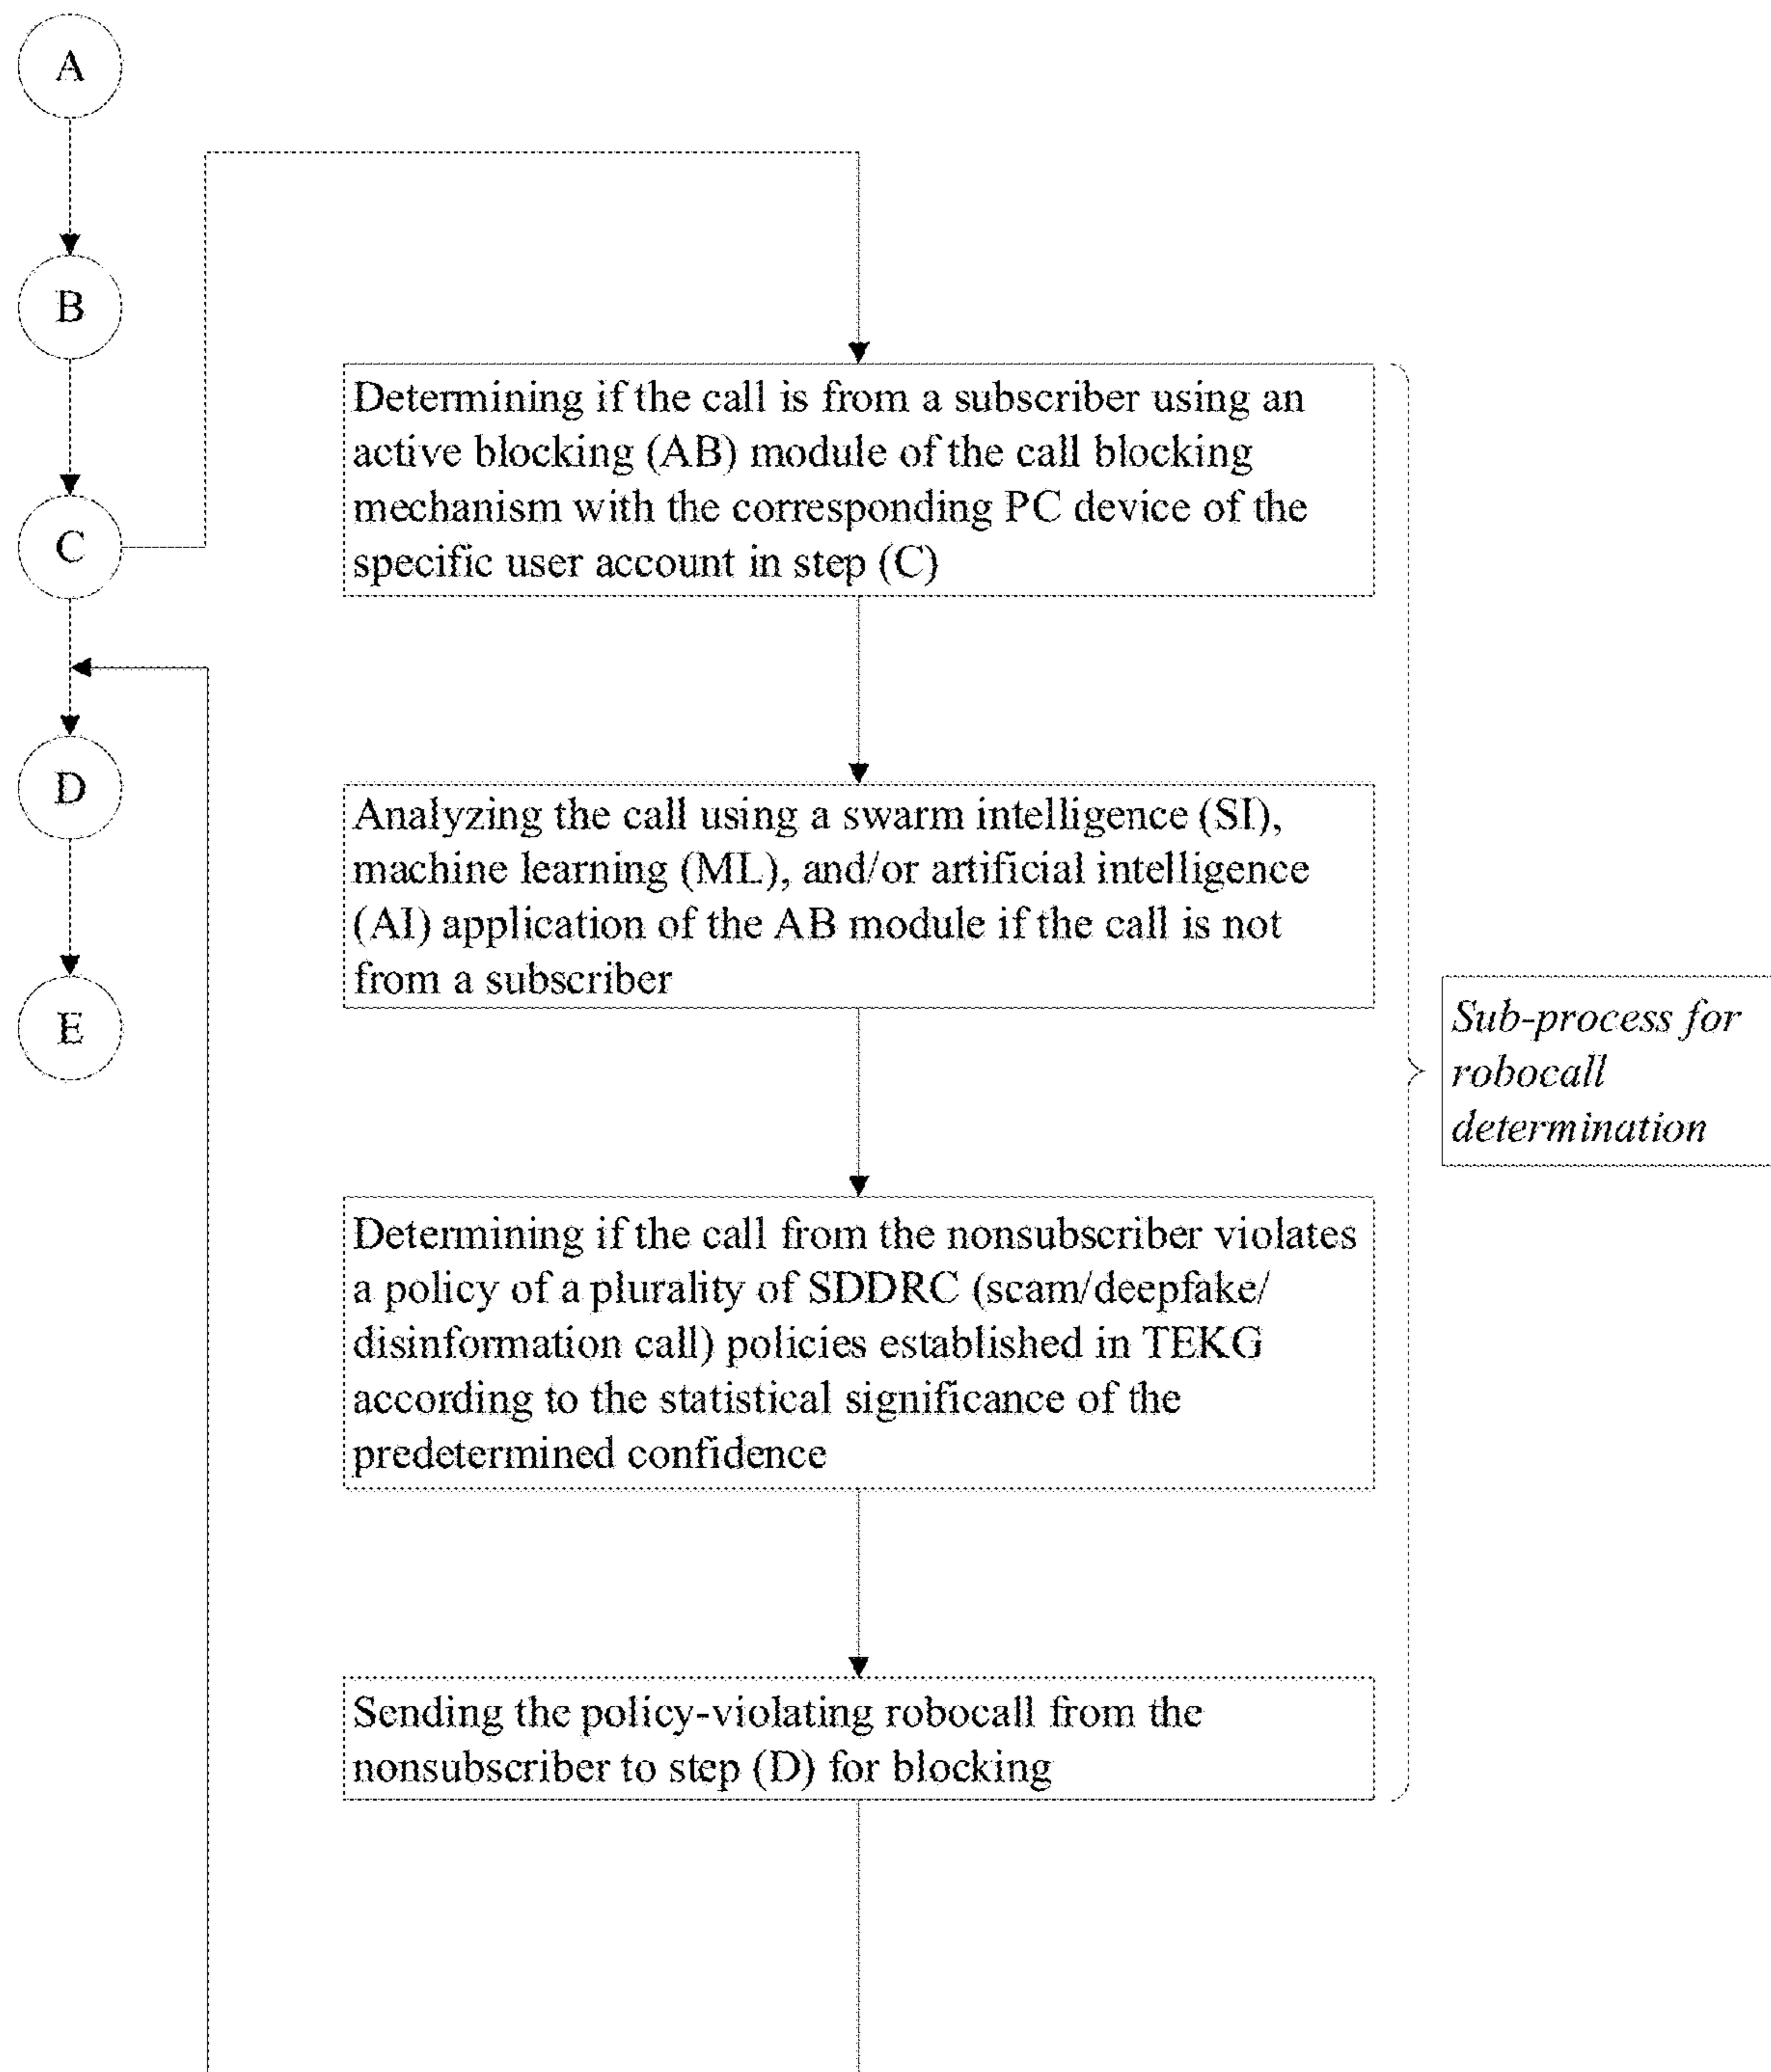 A
B
C
D
E
Determining if the call is from a subscriber using an
active blocking (AB) module of the call blocking
mechanism with the corresponding PC device of the
specific user account in step (C)
Analyzing the call using a swarm intelligence (SI),
machine learning (ML), and/or artificial intelligence
(AI) application of the AB module if the call is not
from a subscriber
Determining if the call from the nonsubscriber violates
a policy of a plurality of SDDRC (scam/deepfake/
disinformation call) policies established in TEKG
according to the statistical significance of the
predetermined confidence
Sending the policy-violating robocall from the
nonsubscriber to step (D) for blocking
Sub-process for
robocall
determination